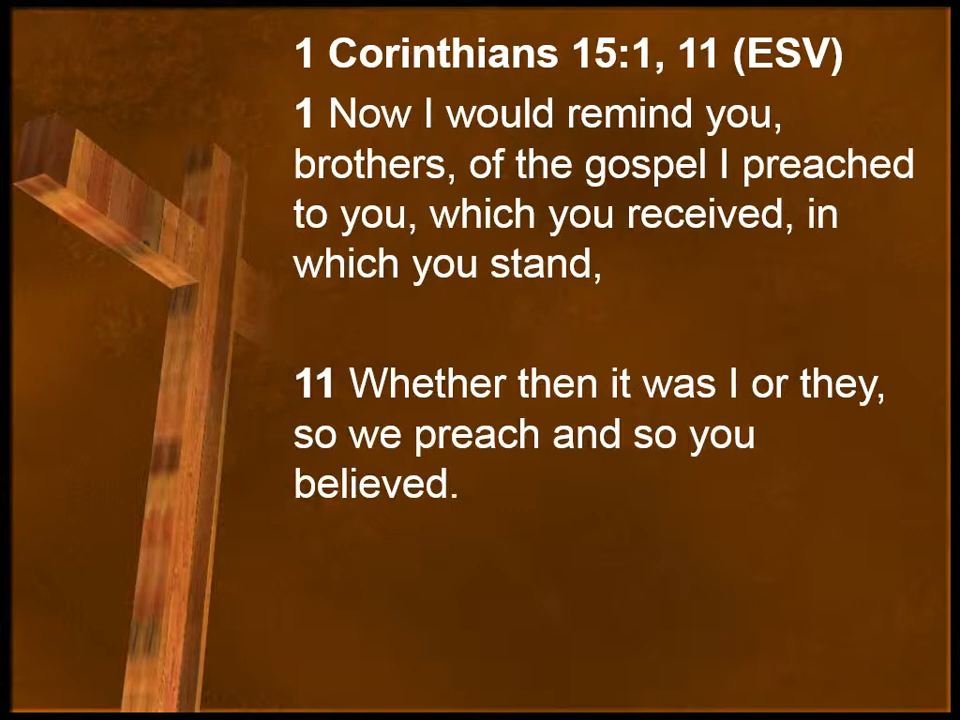 1 Corinthians 15:1, 11 (ESV)
1 Now I would remind you,
brothers, of the gospel I preached
to you, which you received, in
which you stand,
11 Whether then it was I or they,
so we preach and so you
believed.